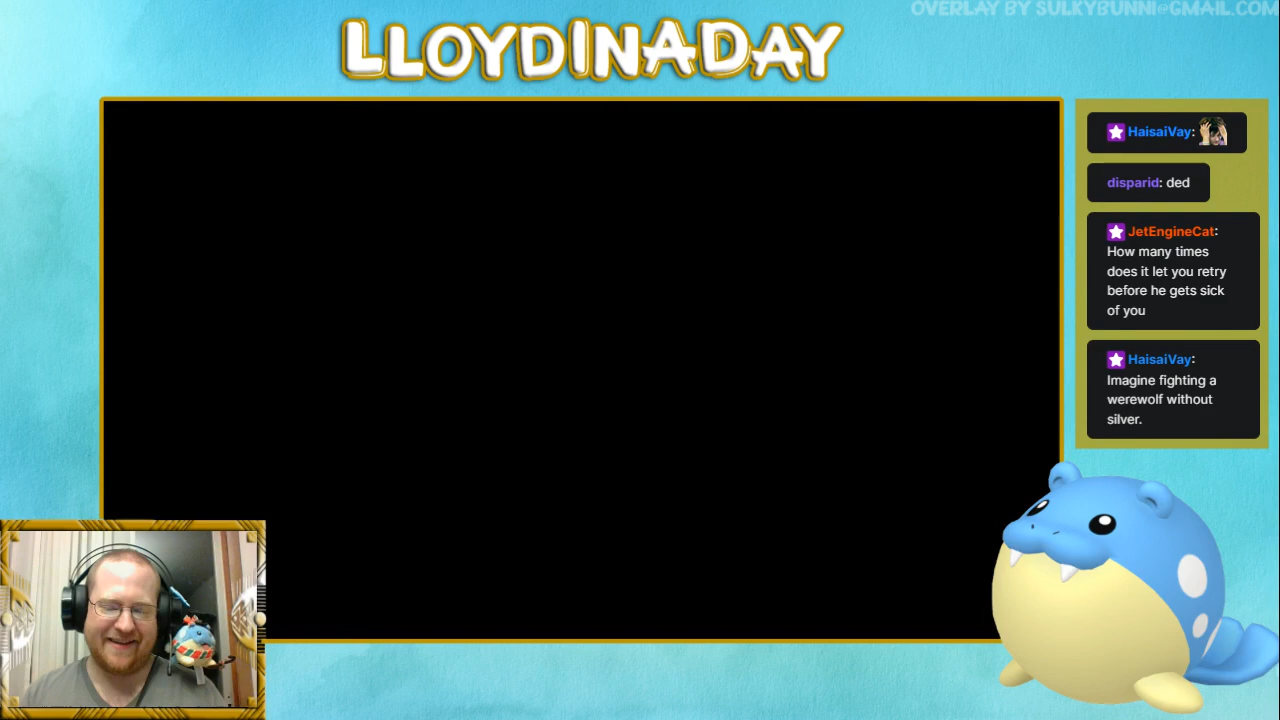 OVERLAY BY SULKYBUNNI@GMAIL.COM
LLOYDINADAY
HaisaiVay:
disparid: ded
JetEngineCat:
How many times
does it let you retry
before he gets sick
of you
HaisaiVay:
Imagine fighting a
werewolf without
silver.